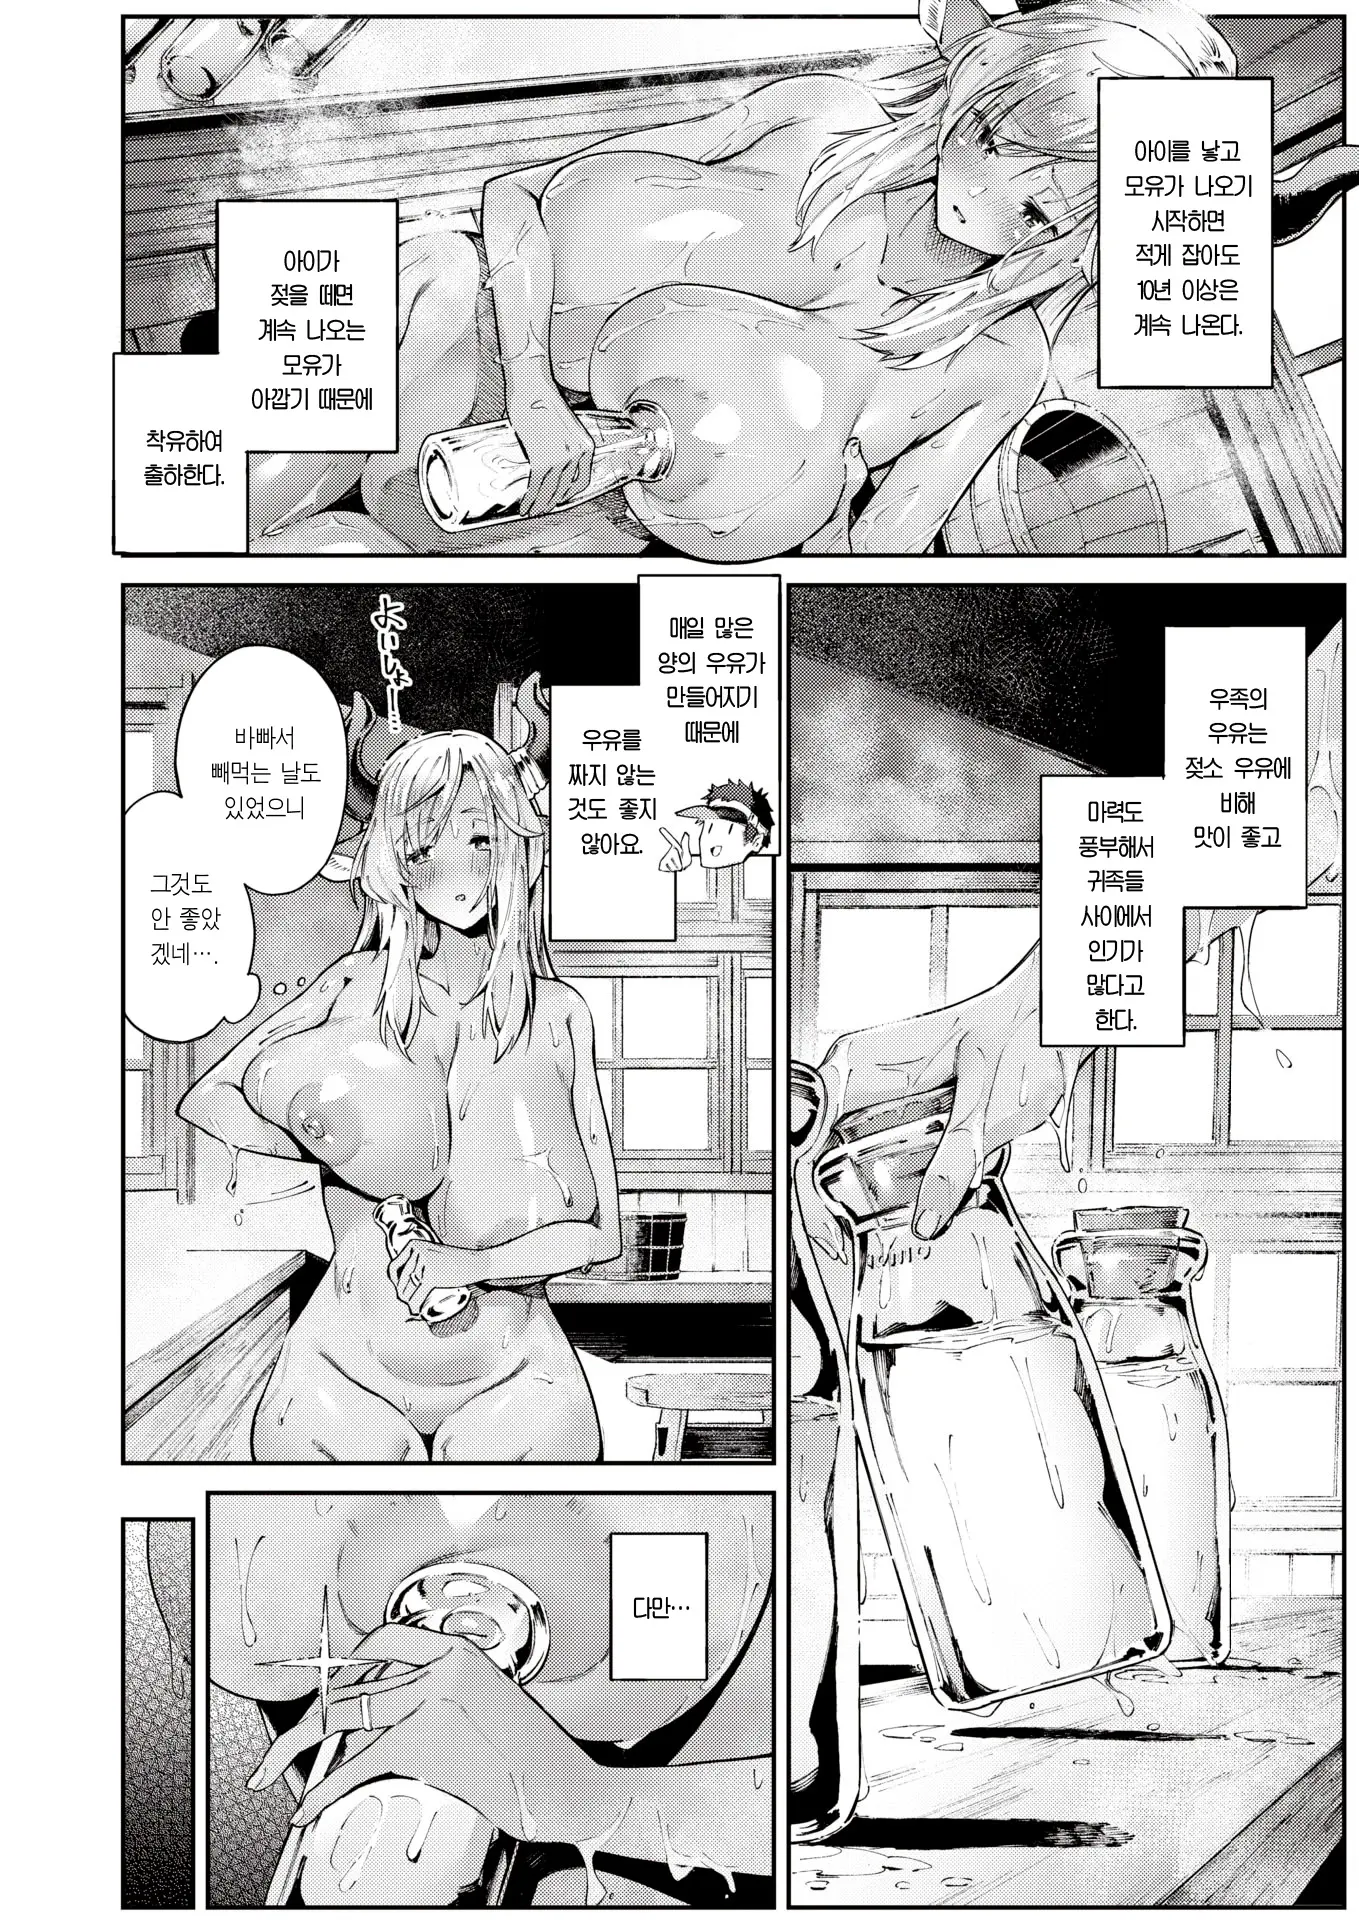 아이를 낳고
모유가 나오기
시작하면
적게 잡아도
10년 이상은
계속 나온다.
아이가
젖을 떼면
계속 나오는
모유가
아깝기 때문에
착유하여
출하한다.
우족의
우유는
젖소 우유에
비해
맛이 좋고
마력도
풍부해서
귀족들
사이에서
인기가
많다고
한다.
매일 많은
양의 우유가
만들어지기
때문에
우유를
짜지 않는
것도 좋지
않아요.
よいしょー…
바빠서
빼먹는 날도
있었으니
그것도
안 좋았
겠네….
다만…